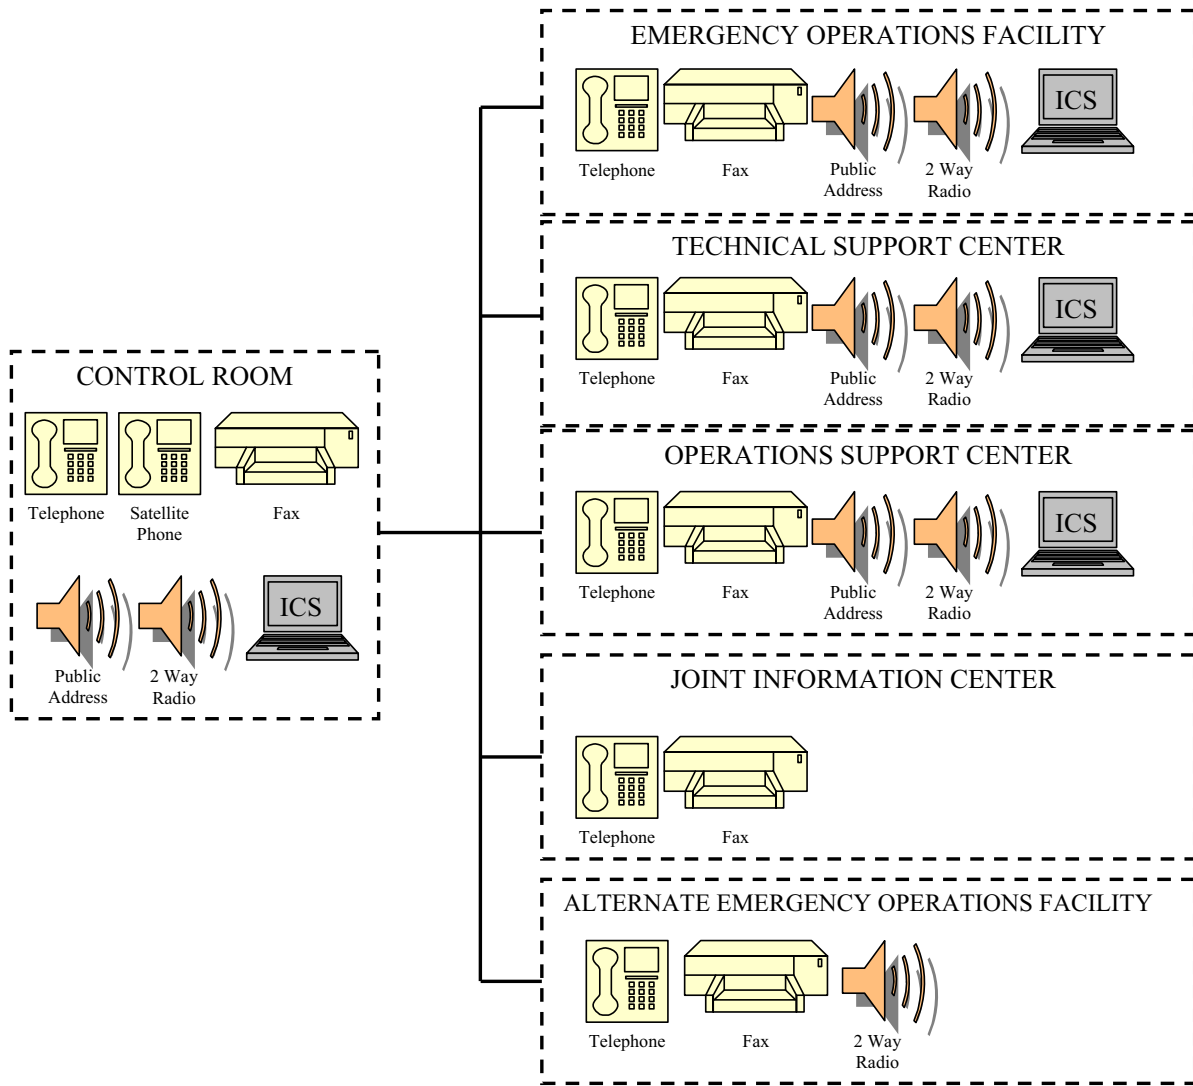 EMERGENCY OPERATIONS FACILITY
ICS
Telephone
Fax
Public
Address
2 Way
Radio
TECHNICAL SUPPORT CENTER
ICS
Telephone
Fax
Public
Address
2 Way
Radio
CONTROL ROOM
Telephone
Satellite
Phone
Fax
ICS
Public
Address
2 Way
Radio
OPERATIONS SUPPORT CENTER
ICS
Telephone
Fax
Public
Address
2 Way
Radio
JOINT INFORMATION CENTER
Telephone
Fax
ALTERNATE EMERGENCY OPERATIONS FACILITY
Telephone
Fax
2 Way
Radio